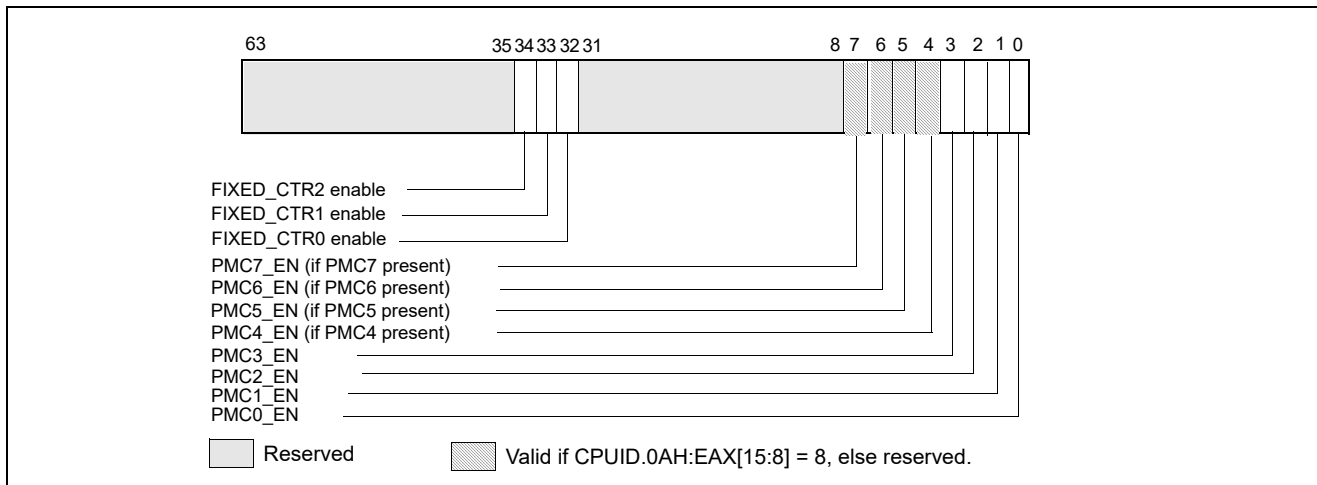 63 35 34 33 32 31 8 7 6 5 4 3 2 1 0
FIXED_CTR2 enable
FIXED_CTR1 enable
FIXED_CTR0 enable
PMC7_EN (if PMC7 present)
PMC6_EN (if PMC6 present)
PMC5_EN (if PMC5 present)
PMC4_EN (if PMC4 present)
PMC3_EN
PMC2_EN
PMC1_EN
PMC0_EN
Reserved Valid if CPUID.0AH:EAX[15:8] = 8, else reserved.